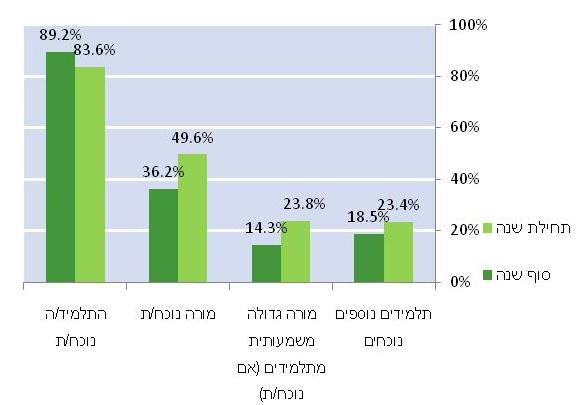 100%
80%
60%
40%
20%
0%
89.2%
83.6%
49.6%
36.2%
23.8%
14.3%
23.4%
18.5%
תחילת שנה
סוף שנה
תלמידים נוספים
נוכחים
מורה גדולה
משמעותית
מתלמידים (אם
נוכח/ת)
מורה נוכח/ת
התלמיד/ה
נוכח/ת